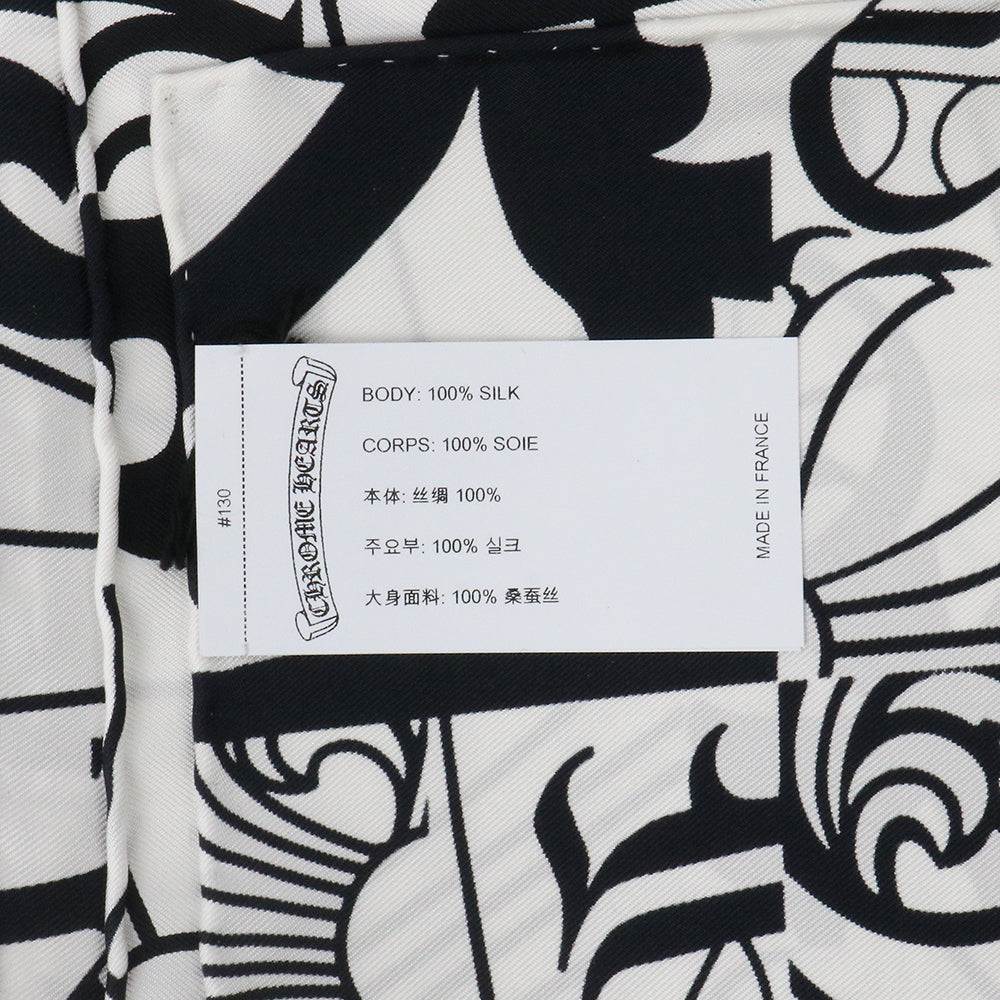 #130
CHROME HEARTS
BODY: 100% SILK
CORPS: 100% SOIE
本体: 丝绸 100%
주요부: 100% 실크
大身面料: 100% 桑蚕丝
MADE IN FRANCE